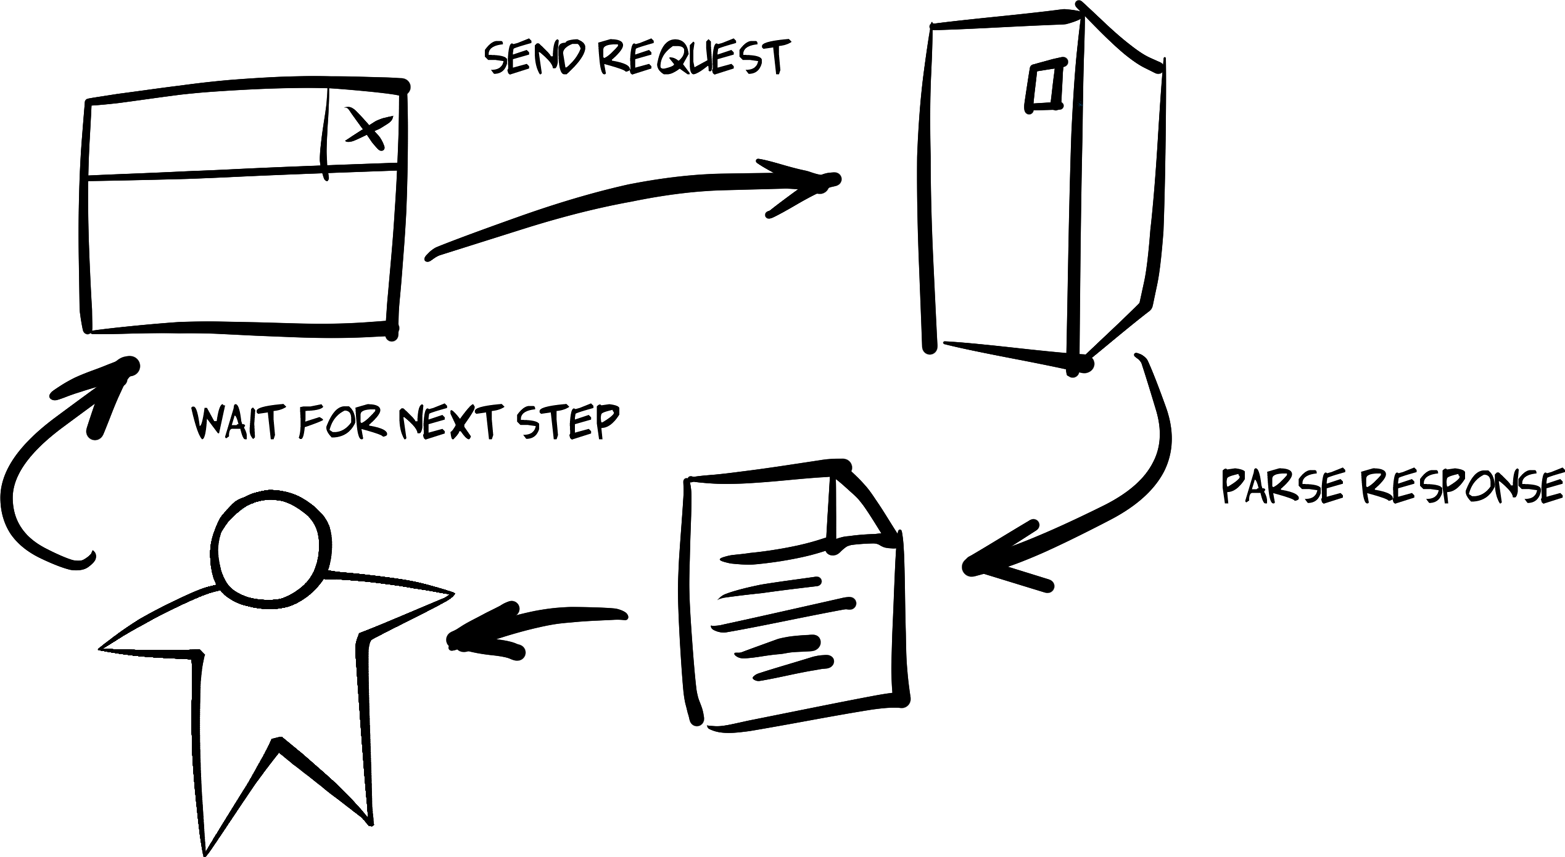 SEND REQUEST
WAIT FOR NEXT STEP
PARSE RESPONSE